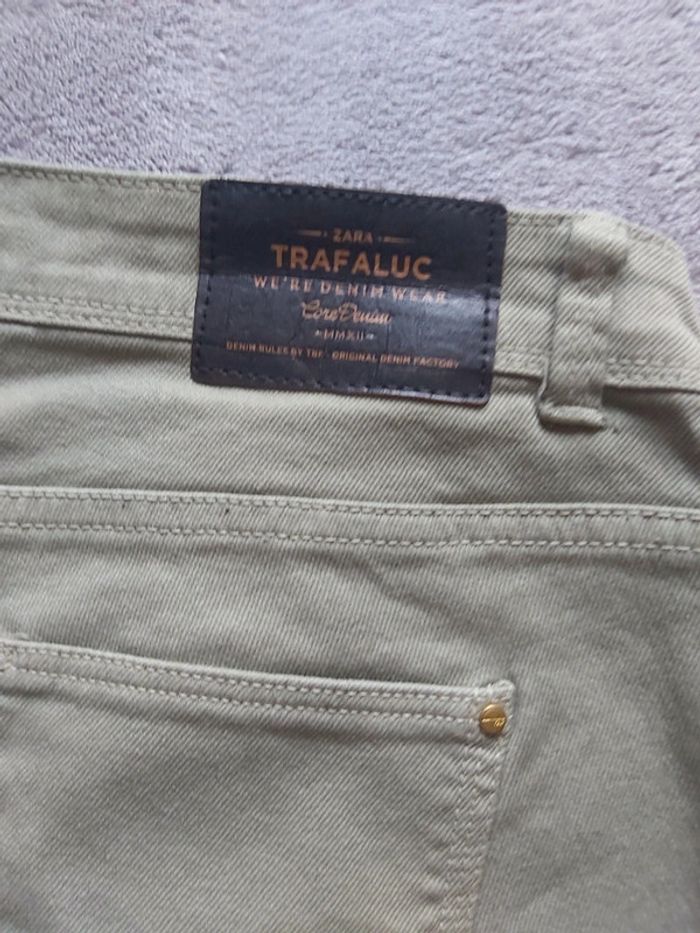 ZARA
TRAFALUC
WE'RE DENIM WEAR
Core Denim
MMXII
DENIM RULES BY TRF · ORIGINAL DENIM FACTORY